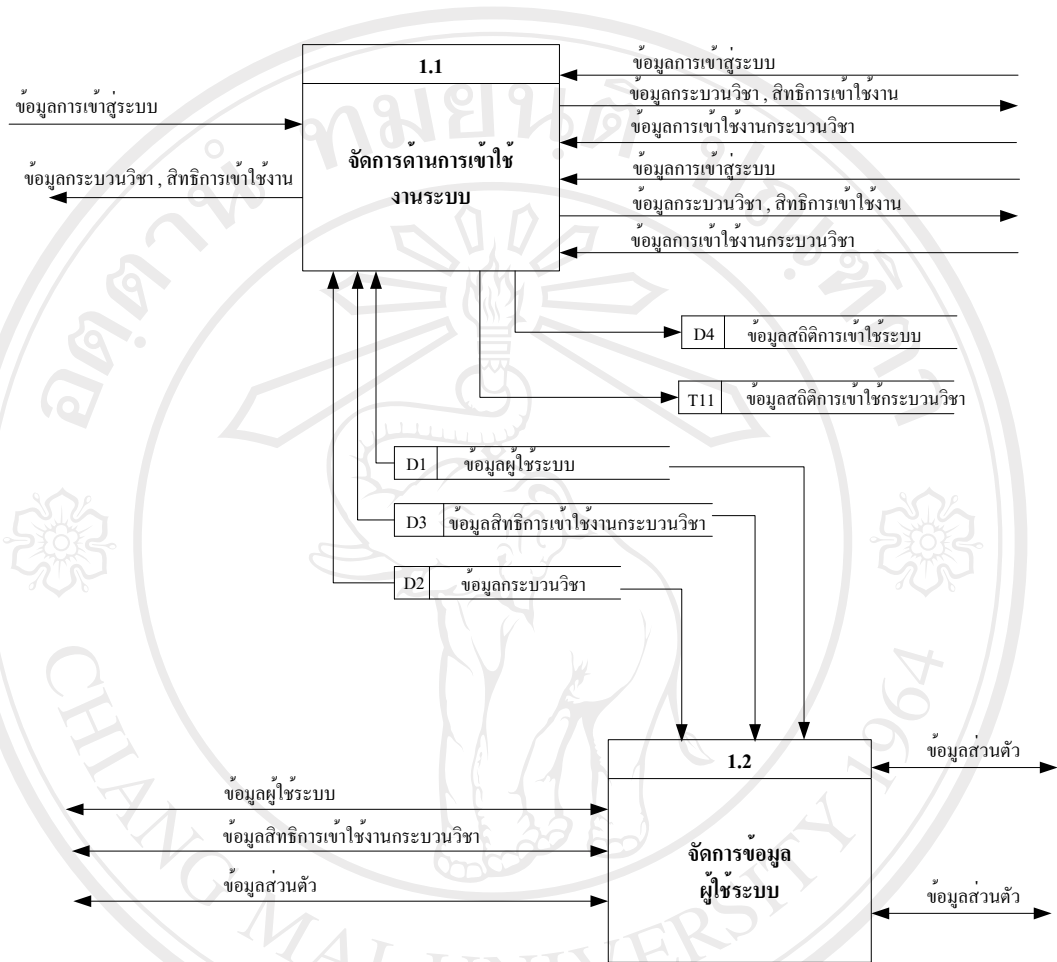 1.1
จัดการด้านการเข้าใช้
งานระบบ
ข้อมูลการเข้าสู่ระบบ
ข้อมูลกระบวนวิชา , สิทธิการเข้าใช้งาน
ข้อมูลการเข้าสู่ระบบ
ข้อมูลกระบวนวิชา , สิทธิการเข้าใช้งาน
ข้อมูลการเข้าใช้งานกระบวนวิชา
ข้อมูลการเข้าสู่ระบบ
ข้อมูลกระบวนวิชา , สิทธิการเข้าใช้งาน
ข้อมูลการเข้าใช้งานกระบวนวิชา
D4 ข้อมูลสถิติการเข้าใช้ระบบ
T11 ข้อมูลสถิติการเข้าใช้กระบวนวิชา
D1 ข้อมูลผู้ใช้ระบบ
D3 ข้อมูลสิทธิการเข้าใช้งานกระบวนวิชา
D2 ข้อมูลกระบวนวิชา
1.2
จัดการข้อมูล
ผู้ใช้ระบบ
ข้อมูลผู้ใช้ระบบ
ข้อมูลสิทธิการเข้าใช้งานกระบวนวิชา
ข้อมูลส่วนตัว
ข้อมูลส่วนตัว
ข้อมูลส่วนตัว
CHIANG MAI UNIVERSITY 1964